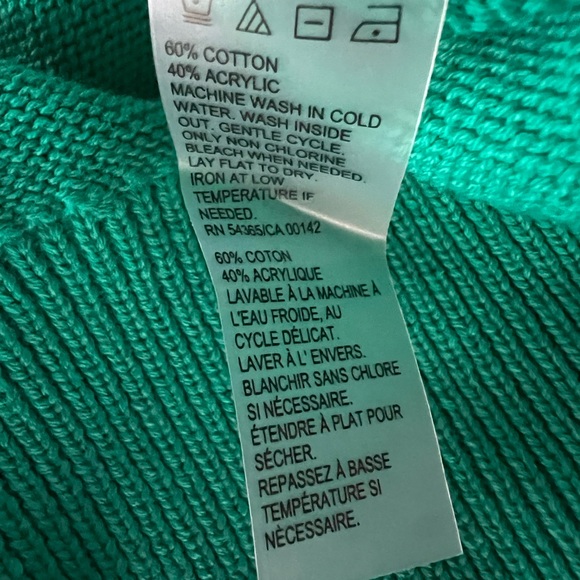 60% COTTON
40% ACRYLIC
MACHINE WASH IN COLD
WATER. WASH INSIDE
OUT. GENTLE CYCLE.
ONLY NON CHLORINE
BLEACH WHEN NEEDED.
LAY FLAT TO DRY.
IRON AT LOW
TEMPERATURE IF
NEEDED.
RN 54365/CA 00142
60% COTON
40% ACRYLIQUE
LAVABLE À LA MACHINE À
L'EAU FROIDE, AU
CYCLE DÉLICAT.
LAVER À L' ENVERS.
BLANCHIR SANS CHLORE
SI NÉCESSAIRE.
ÉTENDRE À PLAT POUR
SÉCHER.
REPASSEZ À BASSE
TEMPÉRATURE SI
NÈCESSAIRE.